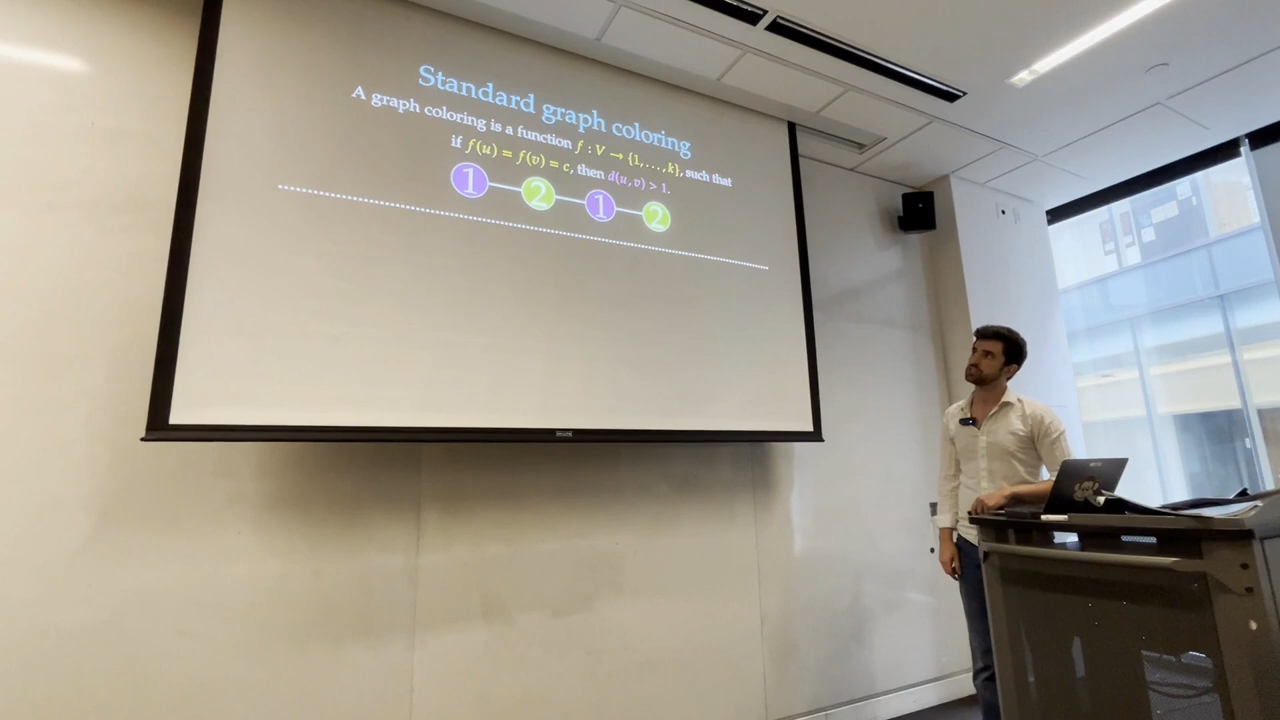 Standard graph coloring
A graph coloring is a function f : V → {1, . . . , k}, such that
if f(u) = f(v) = c, then d(u, v) > 1.
1 2 1 2